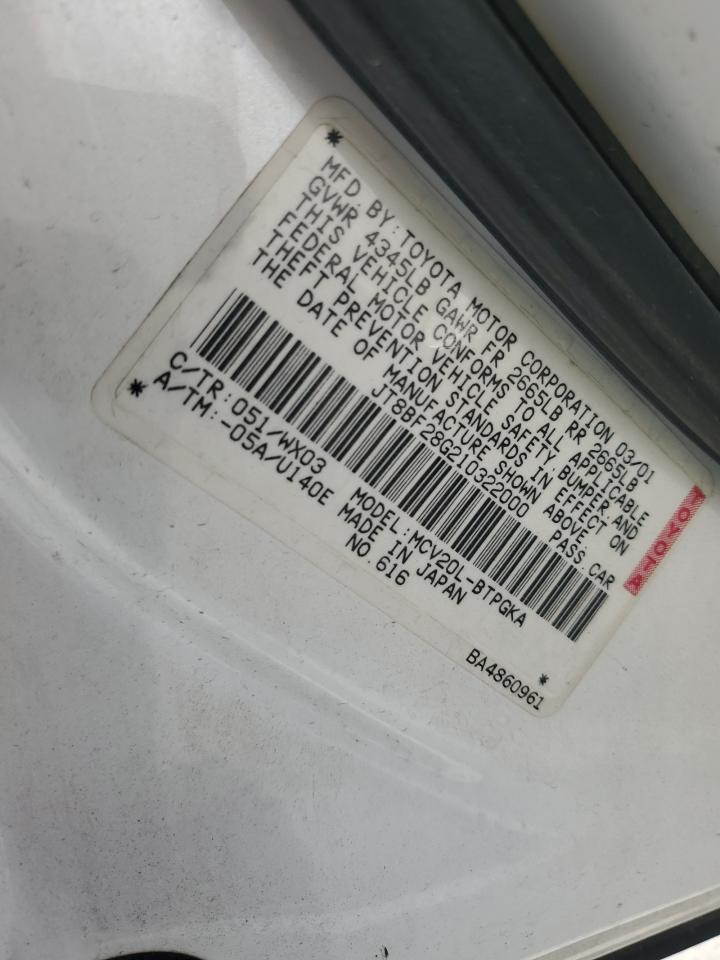 MFD. BY: TOYOTA MOTOR CORPORATION 03/01
GVWR 4345LB GAWR FR 2665LB RR 2665LB
THIS VEHICLE CONFORMS TO ALL APPLICABLE
FEDERAL MOTOR VEHICLE SAFETY, BUMPER AND
THEFT PREVENTION STANDARDS IN EFFECT ON
THE DATE OF MANUFACTURE SHOWN ABOVE.
JT8BF28G210322000 PASS. CAR
C/TR: 051/WX03 MODEL: MCV20L-BTPGKA
A/TM: -05A/U140E MADE IN JAPAN
NO. 616
BA4860961
TOYOTA